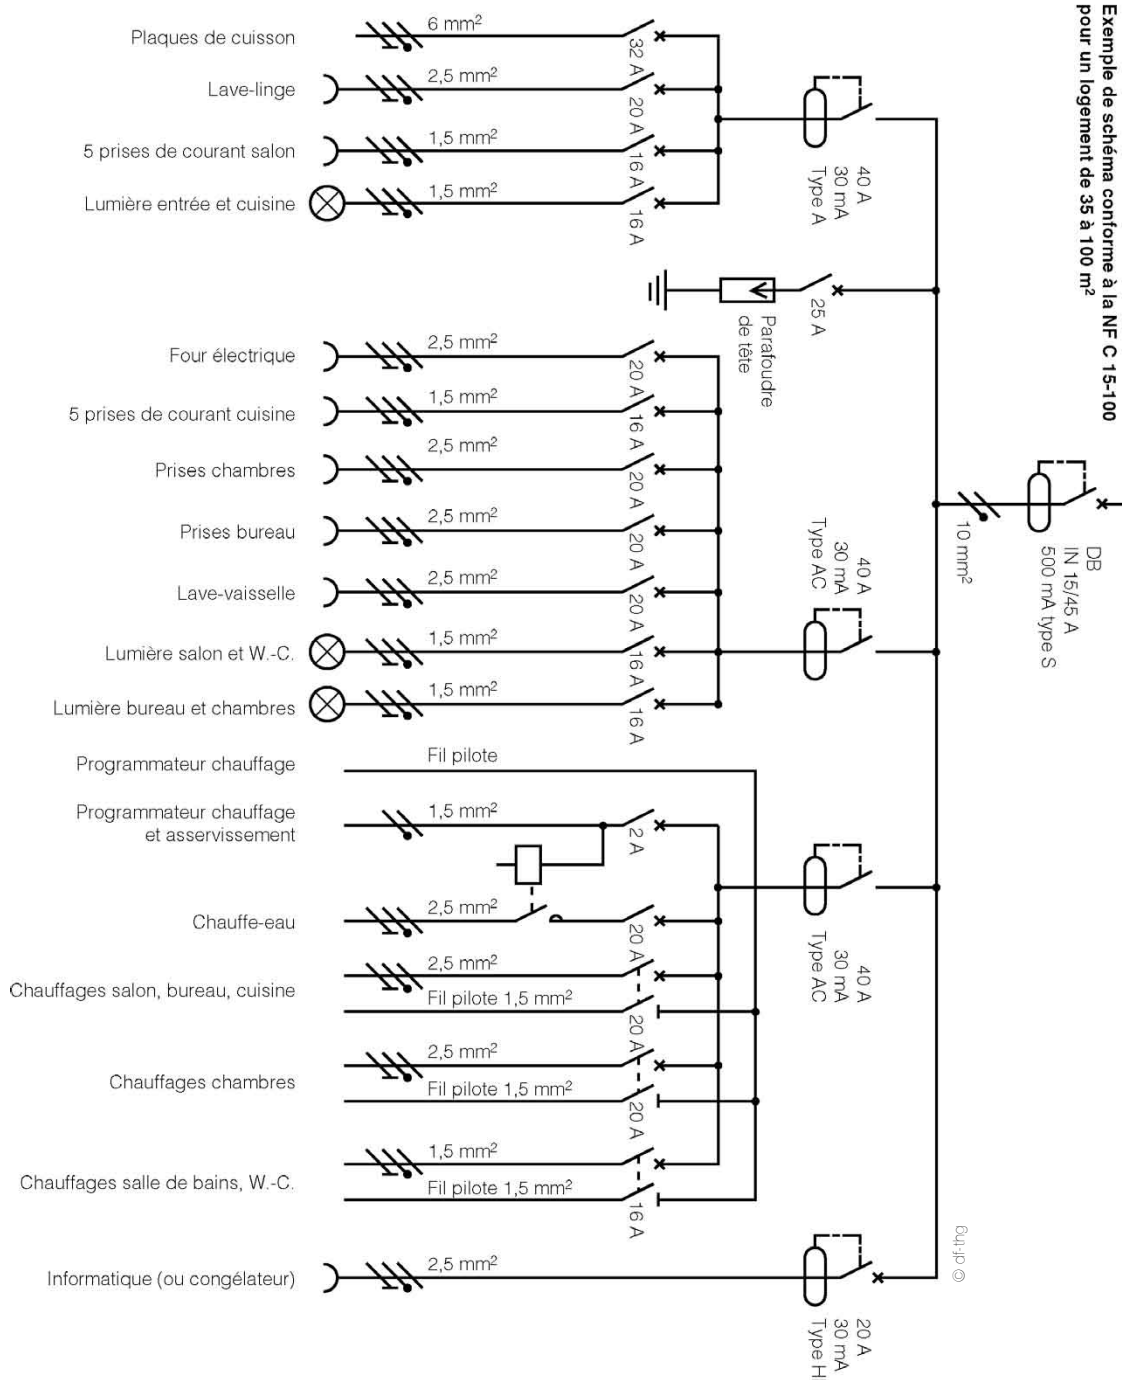 Exemple de schéma conforme à la NF C 15-100
pour un logement de 35 à 100 m²
Plaques de cuisson
6 mm²
32 A
Lave-linge
2,5 mm²
20 A
5 prises de courant salon
1,5 mm²
16 A
Lumière entrée et cuisine
1,5 mm²
16 A
40 A
30 mA
Type A
25 A
Parafoudre
de tête
Four électrique
2,5 mm²
20 A
5 prises de courant cuisine
1,5 mm²
16 A
Prises chambres
2,5 mm²
20 A
Prises bureau
2,5 mm²
20 A
Lave-vaisselle
2,5 mm²
20 A
Lumière salon et W.-C.
1,5 mm²
16 A
Lumière bureau et chambres
1,5 mm²
16 A
40 A
30 mA
Type AC
10 mm²
DB
IN 15/45 A
500 mA type S
Programmateur chauffage
Fil pilote
Programmateur chauffage
et asservissement
1,5 mm²
2 A
Chauffe-eau
2,5 mm²
20 A
Chauffages salon, bureau, cuisine
2,5 mm²
Fil pilote 1,5 mm²
20 A
Chauffages chambres
2,5 mm²
Fil pilote 1,5 mm²
20 A
Chauffages salle de bains, W.-C.
1,5 mm²
Fil pilote 1,5 mm²
16 A
40 A
30 mA
Type AC
Informatique (ou congélateur)
2,5 mm²
20 A
30 mA